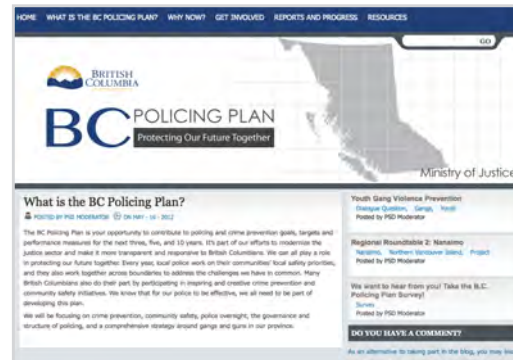 HOME WHAT IS THE BC POLICING PLAN? WHY NOW? GET INVOLVED REPORTS AND PROGRESS RESOURCES
GO
BRITISH
COLUMBIA
BC POLICING PLAN
Protecting Our Future Together
Ministry of Justice
What is the BC Policing Plan?
POSTED BY PSD MODERATOR ON MAY - 16 - 2012
The BC Policing Plan is your opportunity to contribute to policing and crime prevention goals, targets and
performance measures for the next three, five, and 10 years. It's part of our efforts to modernize the
justice sector and make it more transparent and responsive to British Columbians. We can all play a role
in protecting our future together. Every year, local police work on their communities' local safety priorities,
and they also work together across boundaries to address the challenges we have in common. Many
British Columbians also do their part by participating in inspiring and creative crime prevention and
community safety initiatives. We know that for our police to be effective, we all need to be part of
developing this plan.
We will be focusing on crime prevention, community safety, police oversight, the governance and
structure of policing, and a comprehensive strategy around gangs and guns in our province.
Youth Gang Violence Prevention
Dialogue Question, Gangs, Youth
Posted by PSD Moderator
Regional Roundtable 2: Nanaimo
Nanaimo, Northern Vancouver Island, Project
Posted by PSD Moderator
We want to hear from you! Take the B.C.
Policing Plan Survey!
Survey
Posted by PSD Moderator
DO YOU HAVE A COMMENT?
As an alternative to taking part in the blog, you may